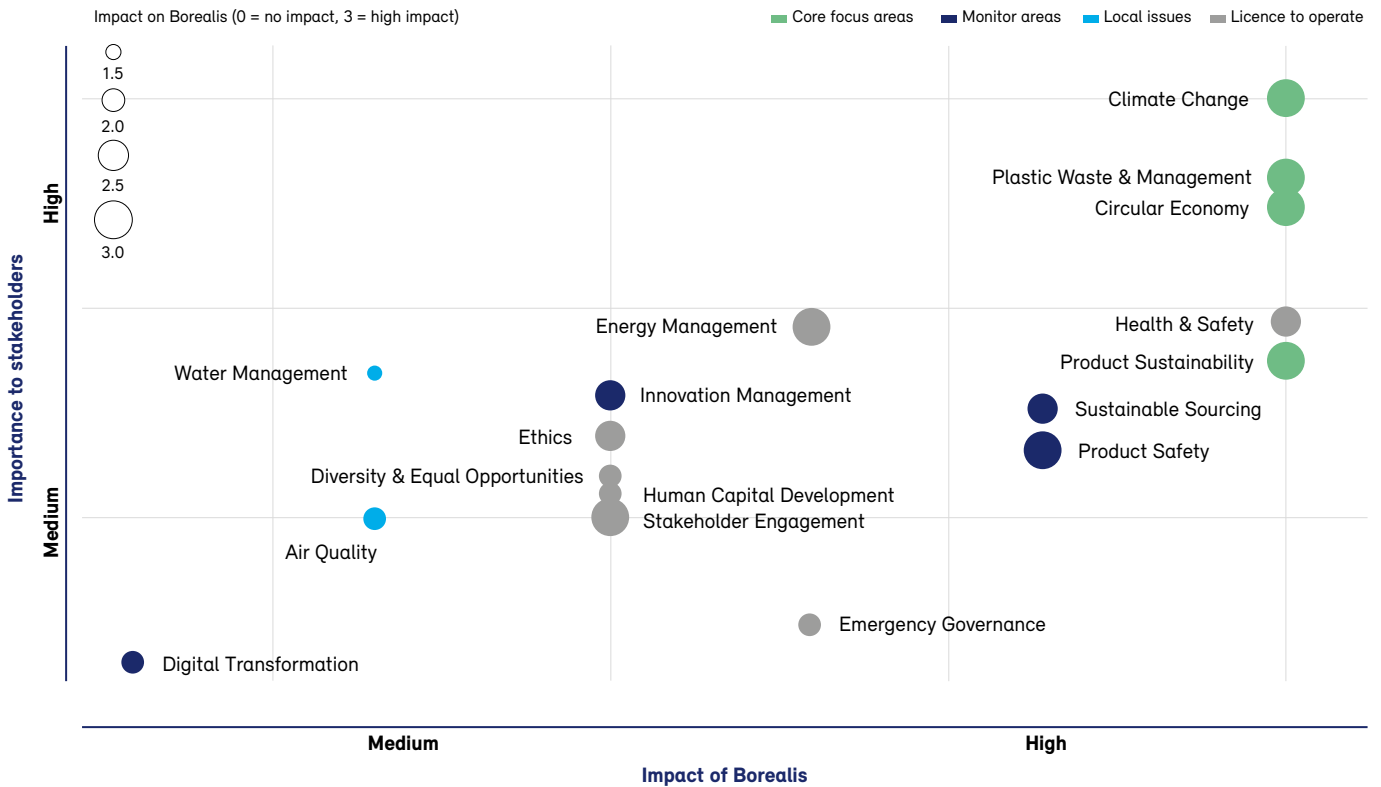 Impact on Borealis (0 = no impact, 3 = high impact)
Core focus areas
Monitor areas
Local issues
Licence to operate
1.5
2.0
2.5
3.0
Importance to stakeholders
High
Medium
Climate Change
Plastic Waste & Management
Circular Economy
Energy Management
Health & Safety
Product Sustainability
Water Management
Innovation Management
Sustainable Sourcing
Ethics
Product Safety
Diversity & Equal Opportunities
Human Capital Development
Stakeholder Engagement
Air Quality
Emergency Governance
Digital Transformation
Medium
High
Impact of Borealis